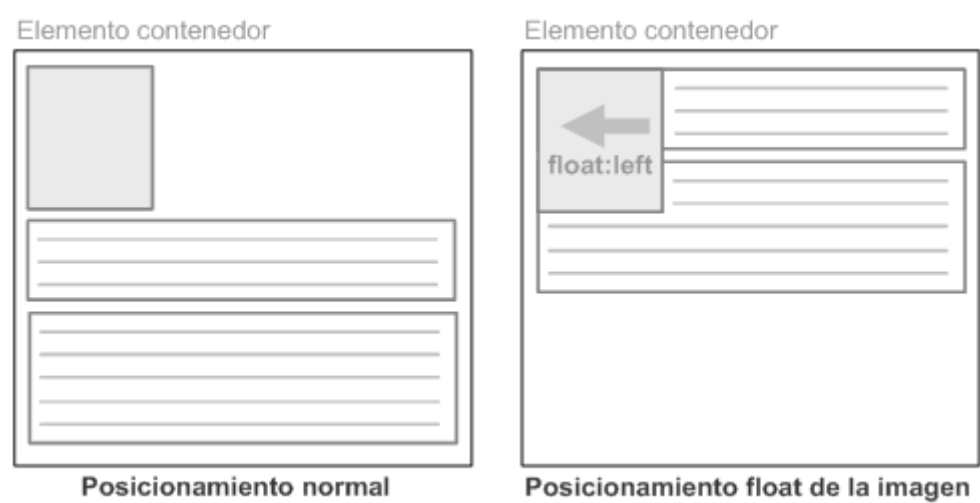 Elemento contenedor
Elemento contenedor
float:left
Posicionamiento normal
Posicionamiento float de la imagen